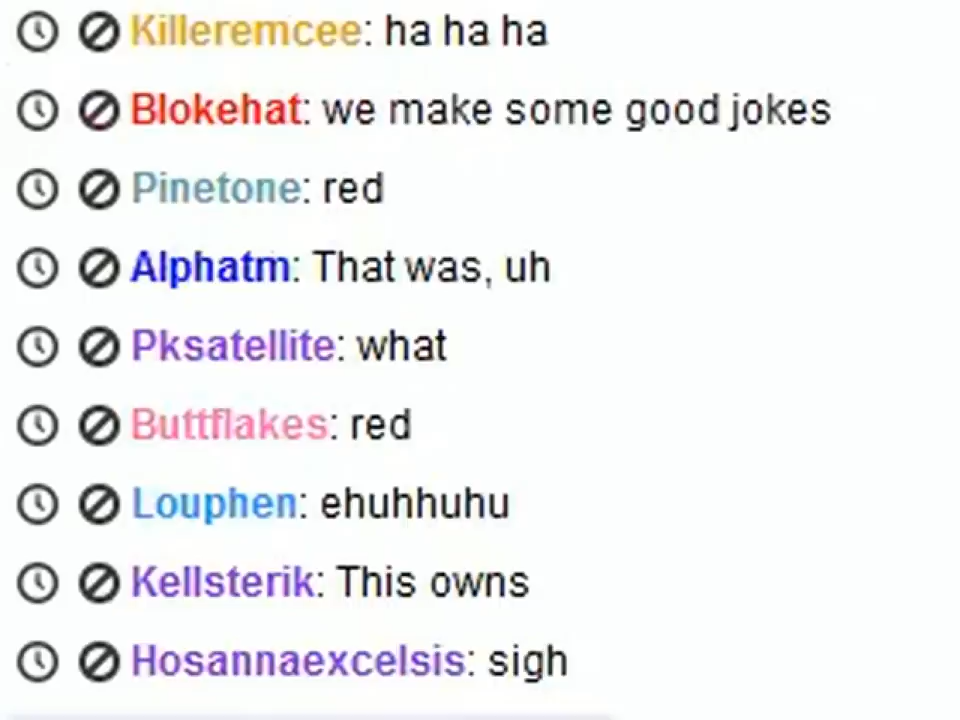 Killeremcee: ha ha ha
Blokehat: we make some good jokes
Pinetone: red
Alphatm: That was, uh
Pksatellite: what
Buttflakes: red
Louphen: ehuhhuhu
Kellsterik: This owns
Hosannaexcelsis: sigh